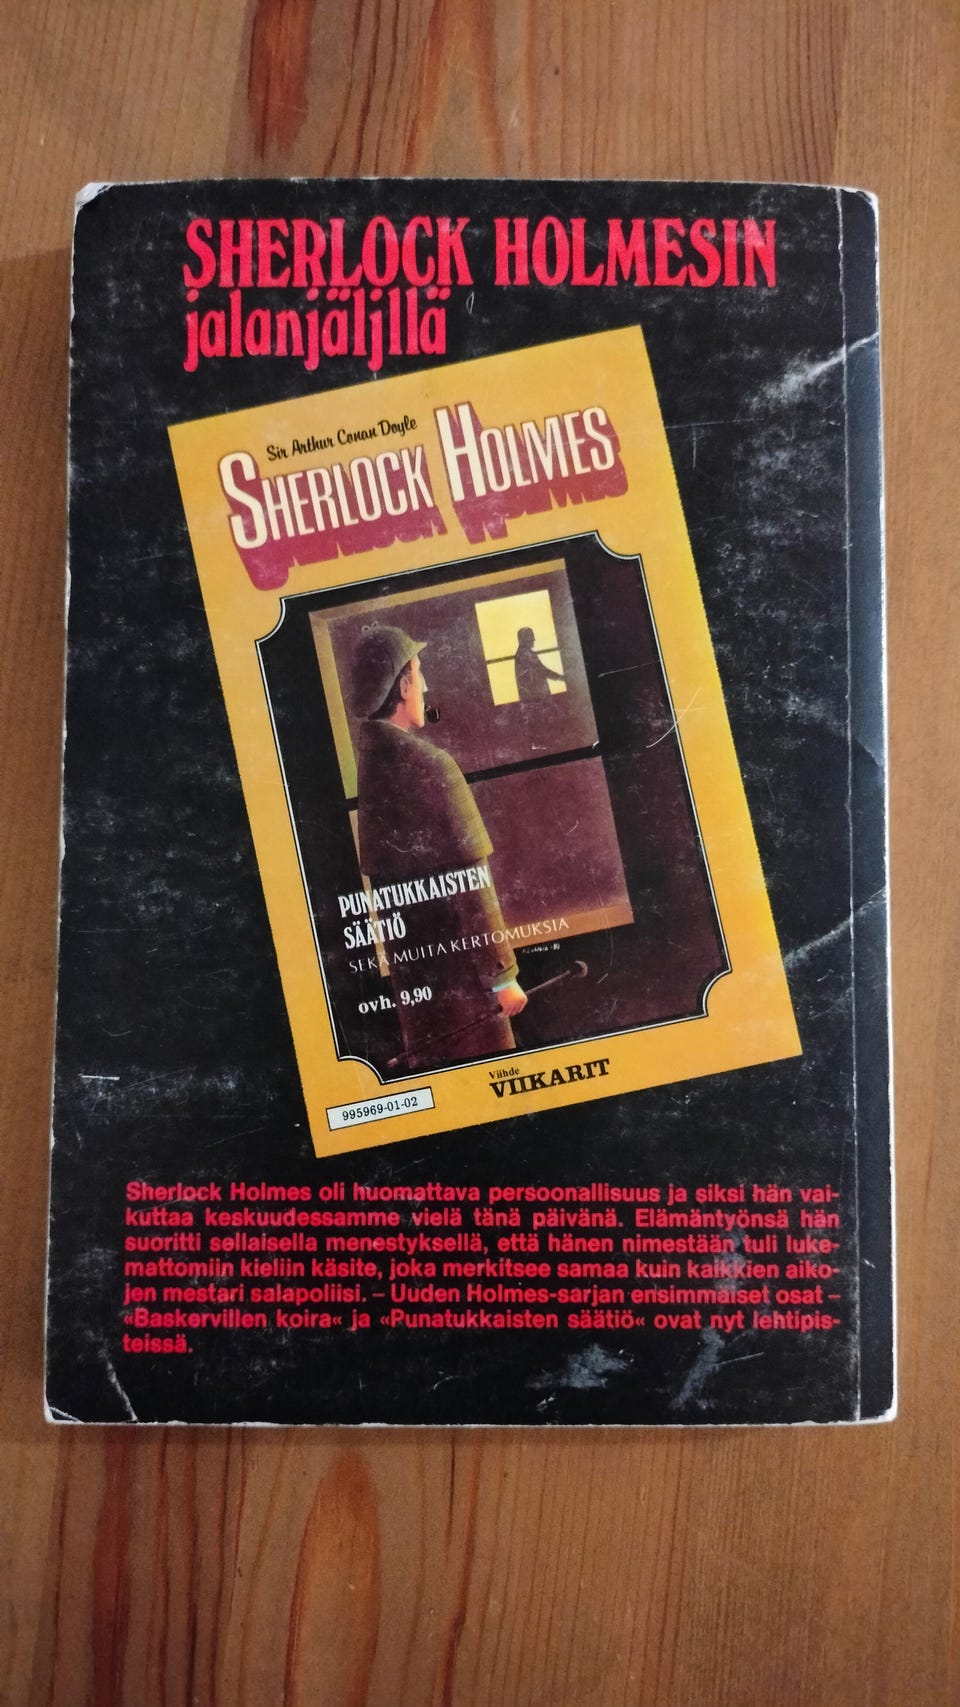 SHERLOCK HOLMESIN
jalanjäljillä
Sir Arthur Conan Doyle
SHERLOCK HOLMES
PUNATUKKAISTEN
SÄÄTIÖ
SEKÄ MUITA KERTOMUKSIA
ovh. 9,90
Viihde
VIIKARIT
995969-01-02
Sherlock Holmes oli huomattava persoonallisuus ja siksi hän vai-
kuttaa keskuudessamme vielä tänä päivänä. Elämäntyönsä hän
suoritti sellaisella menestyksellä, että hänen nimestään tuli luke-
mattomiin kieliin käsite, joka merkitsee samaa kuin kaikkien aiko-
jen mestari salapoliisi. – Uuden Holmes-sarjan ensimmäiset osat –
«Baskervillen koira« ja «Punatukkaisten säätiö« ovat nyt lehtipis-
teissä.